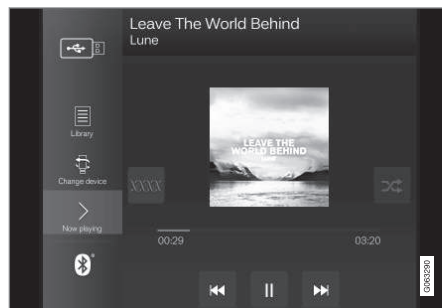 Leave The World Behind
Lune
Library
Change device
Now playing
LEAVE THE
WORLD BEHIND
LUNE
XXXX
00:29
03:20
G063290